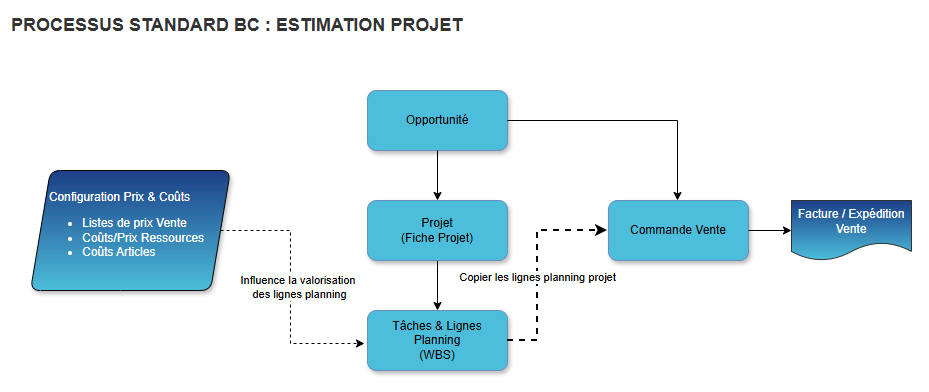 PROCESSUS STANDARD BC : ESTIMATION PROJET
Opportunité
Configuration Prix & Coûts
• Listes de prix Vente
• Coûts/Prix Ressources
• Coûts Articles
Projet
(Fiche Projet)
Commande Vente
Facture / Expédition
Vente
Influence la valorisation
des lignes planning
Copier les lignes planning projet
Tâches & Lignes
Planning
(WBS)